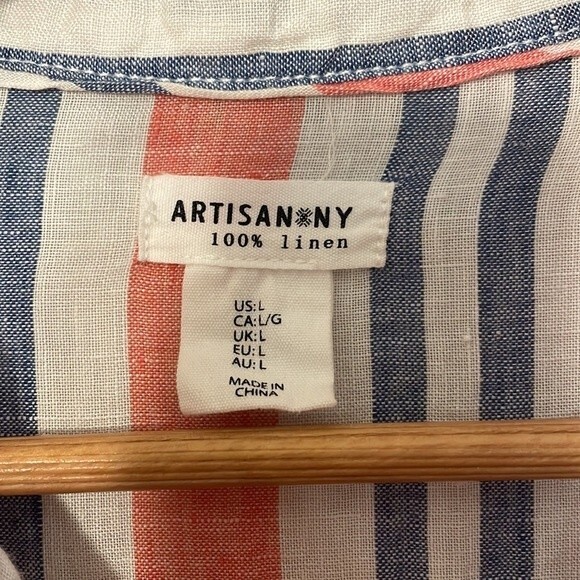 ARTISAN NY
100% linen
US: L
CA: L/G
UK: L
EU: L
AU: L
MADE IN
CHINA